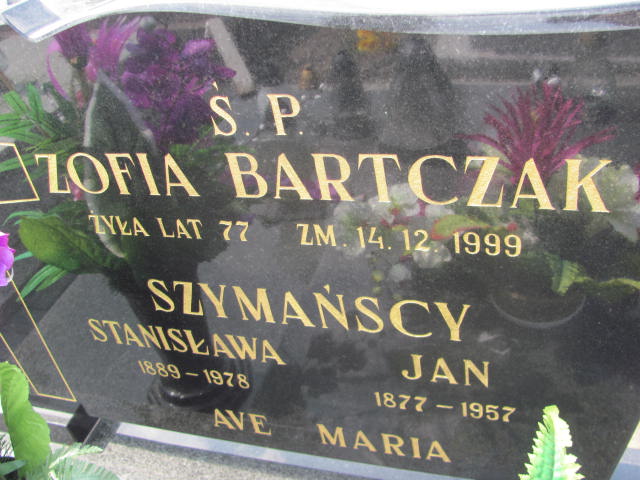 Ś. P.
ZOFIA BARTCZAK
ŻYŁA LAT 77 ZM. 14.12.1999
SZYMAŃSCY
STANISŁAWA
1889-1978
JAN
1877-1957
AVE MARIA